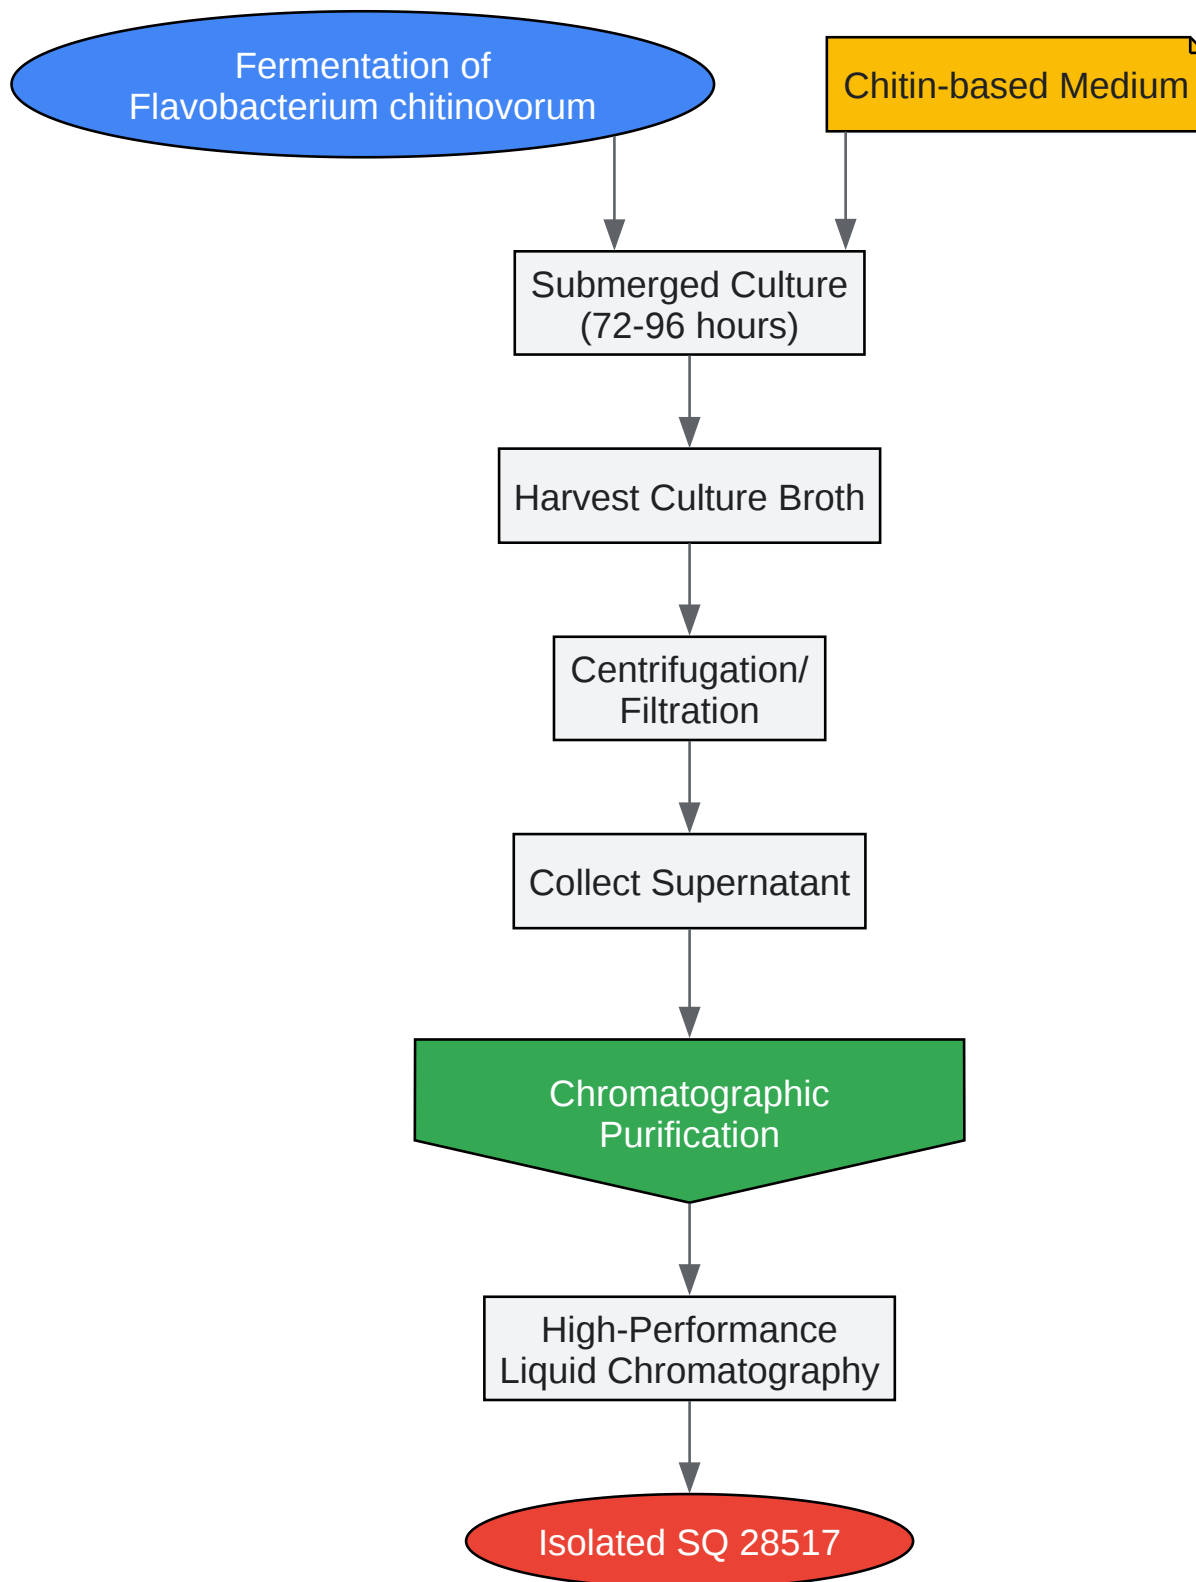 Fermentation of
Flavobacterium chitinovorum
Chitin-based Medium
Submerged Culture
(72-96 hours)
Harvest Culture Broth
Centrifugation/
Filtration
Collect Supernatant
Chromatographic
Purification
High-Performance
Liquid Chromatography
Isolated SQ 28517